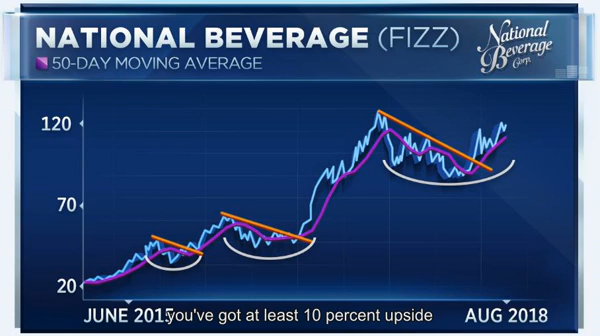 NATIONAL BEVERAGE (FIZZ)
50-DAY MOVING AVERAGE
National
Beverage
Corp.
120
70
20
JUNE 2015
you've got at least 10 percent upside
AUG 2018